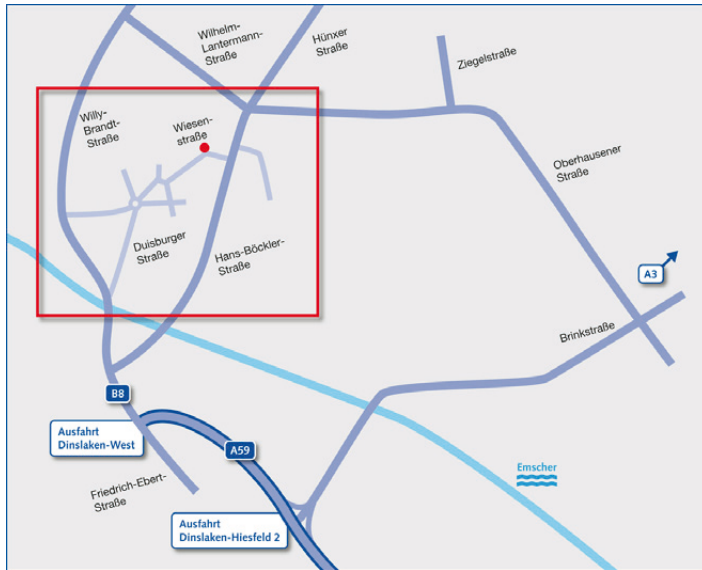 Wilhelm-
Lantermann-
Straße
Hünxer
Straße
Ziegelstraße
Willy-
Brandt-
Straße
Wiesen-
straße
Oberhausener
Straße
Duisburger
Straße
Hans-Böckler-
Straße
A3
Brinkstraße
B8
Ausfahrt
Dinslaken-West
A59
Emscher
Friedrich-Ebert-
Straße
Ausfahrt
Dinslaken-Hiesfeld 2